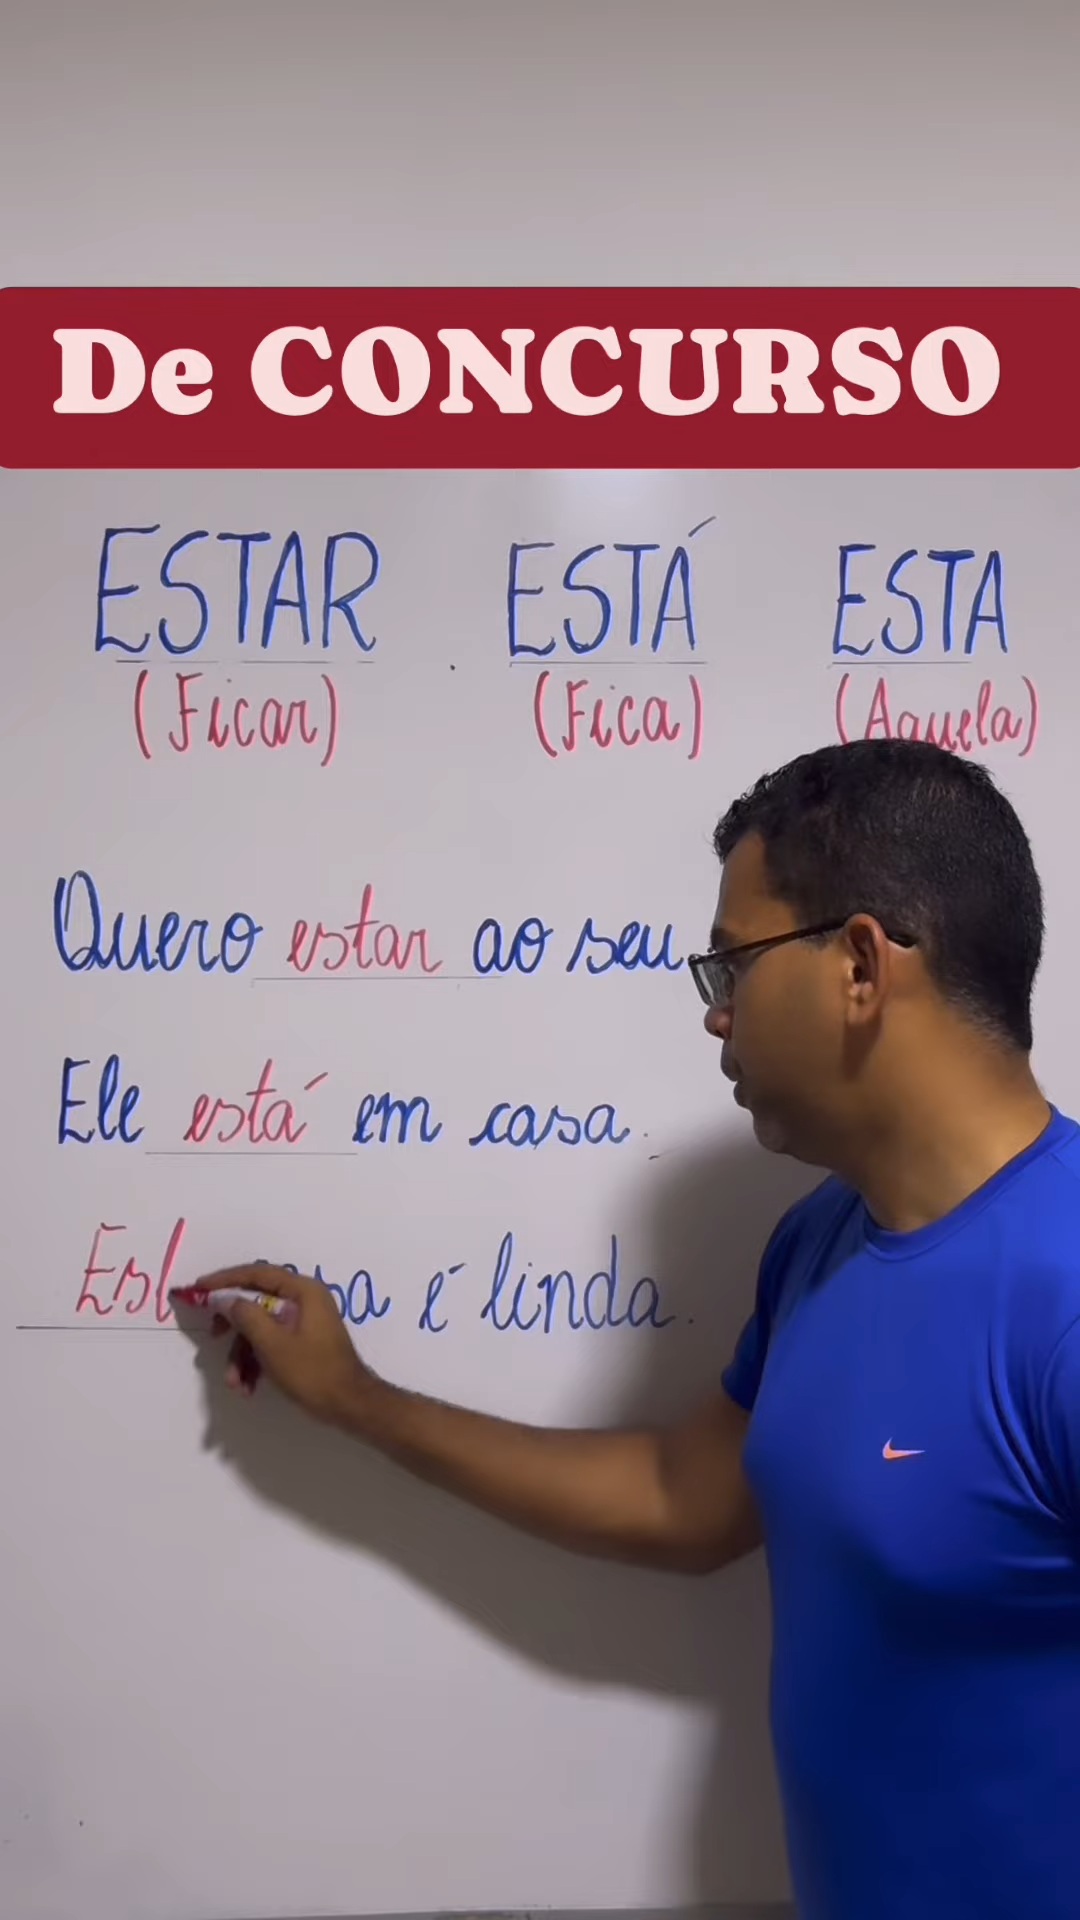 De CONCURSO
ESTAR ESTÁ ESTA
(Ficar) (Fica) (Aquela)
Quero estar ao seu
Ele está em casa.
é linda.